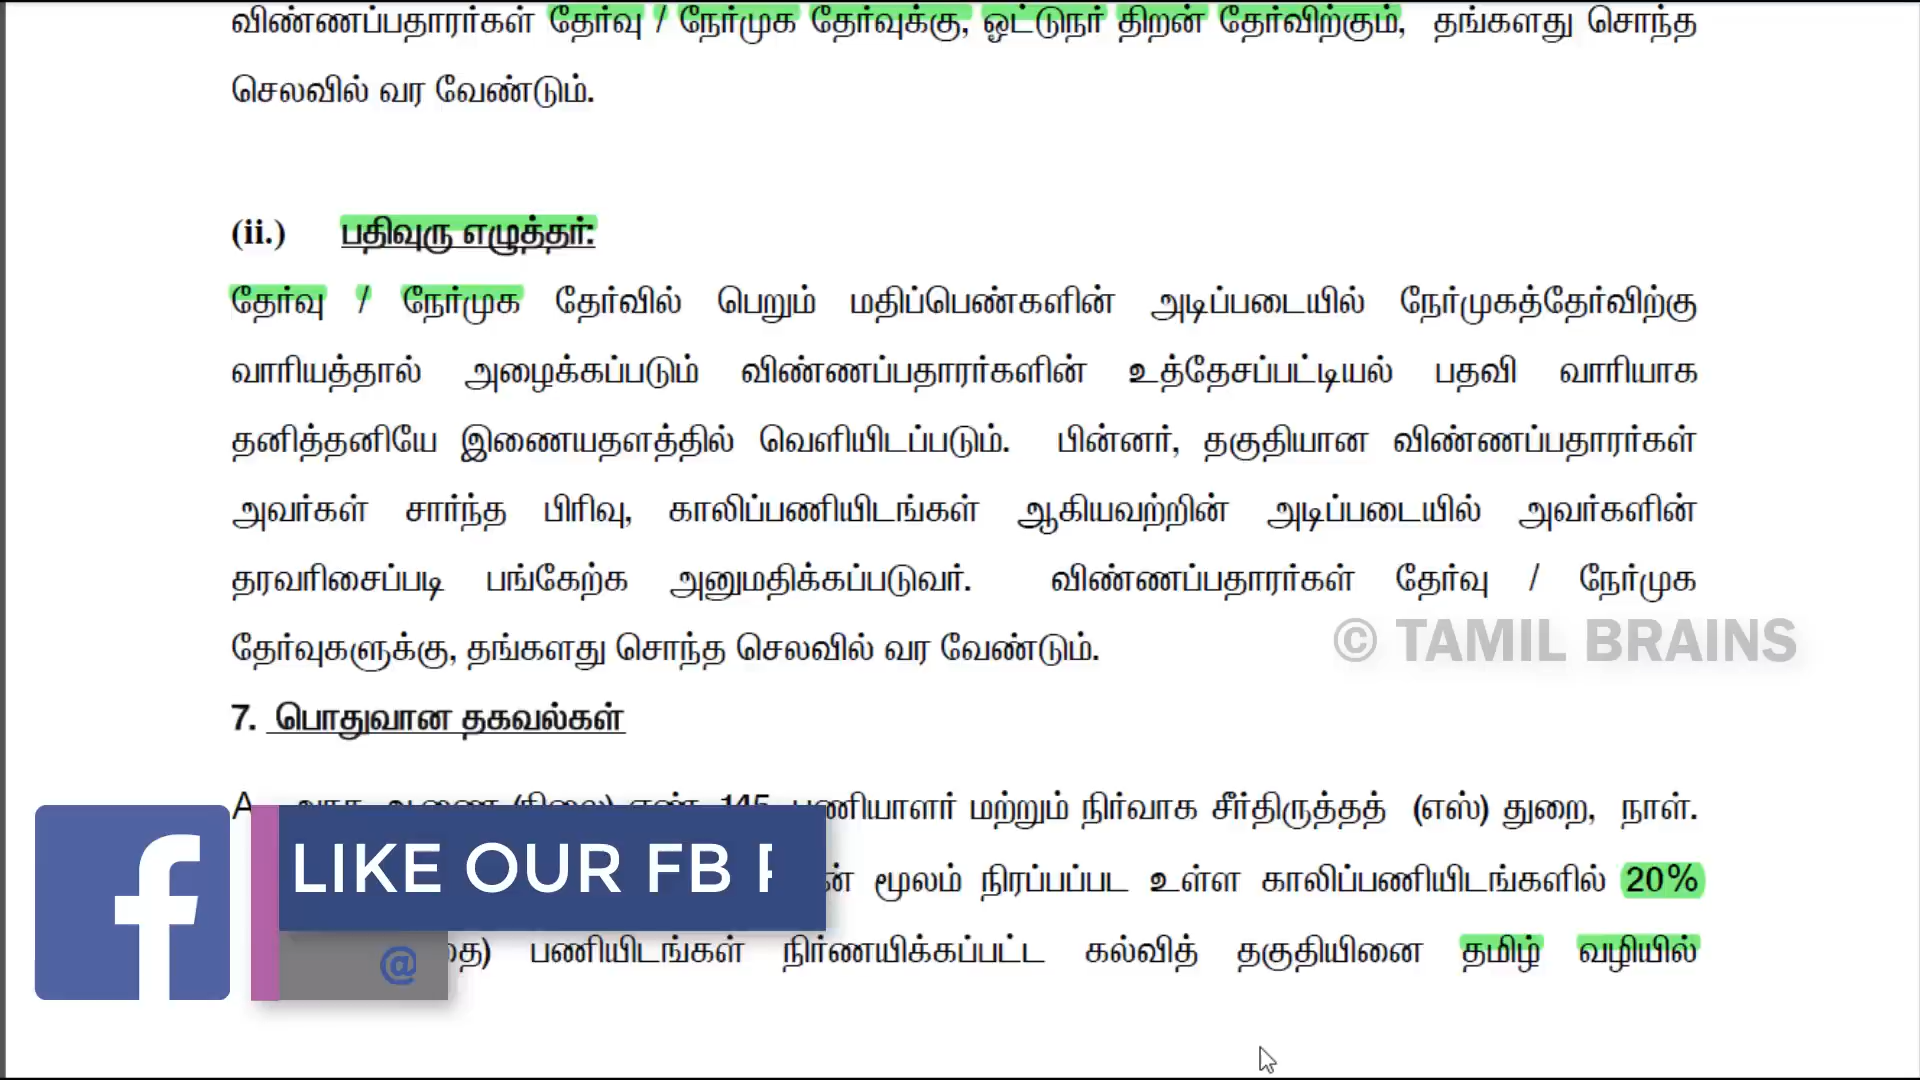 விண்ணப்பதாரர்கள் தேர்வு / நேர்முக தேர்வுக்கு, ஓட்டுநர் திறன் தேர்விற்கும், தங்களது சொந்த
செலவில் வர வேண்டும்.
(ii.) பதிவுரு எழுத்தர்:
தேர்வு / நேர்முக தேர்வில் பெறும் மதிப்பெண்களின் அடிப்படையில் நேர்முகத்தேர்விற்கு
வாரியத்தால் அழைக்கப்படும் விண்ணப்பதாரர்களின் உத்தேசப்பட்டியல் பதவி வாரியாக
தனித்தனியே இணையதளத்தில் வெளியிடப்படும். பின்னர், தகுதியான விண்ணப்பதாரர்கள்
அவர்கள் சார்ந்த பிரிவு, காலிப்பணியிடங்கள் ஆகியவற்றின் அடிப்படையில் அவர்களின்
தரவரிசைப்படி பங்கேற்க அனுமதிக்கப்படுவர். விண்ணப்பதாரர்கள் தேர்வு / நேர்முக
தேர்வுகளுக்கு, தங்களது சொந்த செலவில் வர வேண்டும்.
© TAMIL BRAINS
7. பொதுவான தகவல்கள்
A. அரசு ஆணை (நிலை) எண். 145, பணியாளர் மற்றும் நிர்வாக சீர்திருத்தத் (எஸ்) துறை, நாள்.
மூலம் நிரப்பப்பட உள்ள காலிப்பணியிடங்களில் 20%
பணியிடங்கள் நிர்ணயிக்கப்பட்ட கல்வித் தகுதியினை தமிழ் வழியில்
f
LIKE OUR FB
@